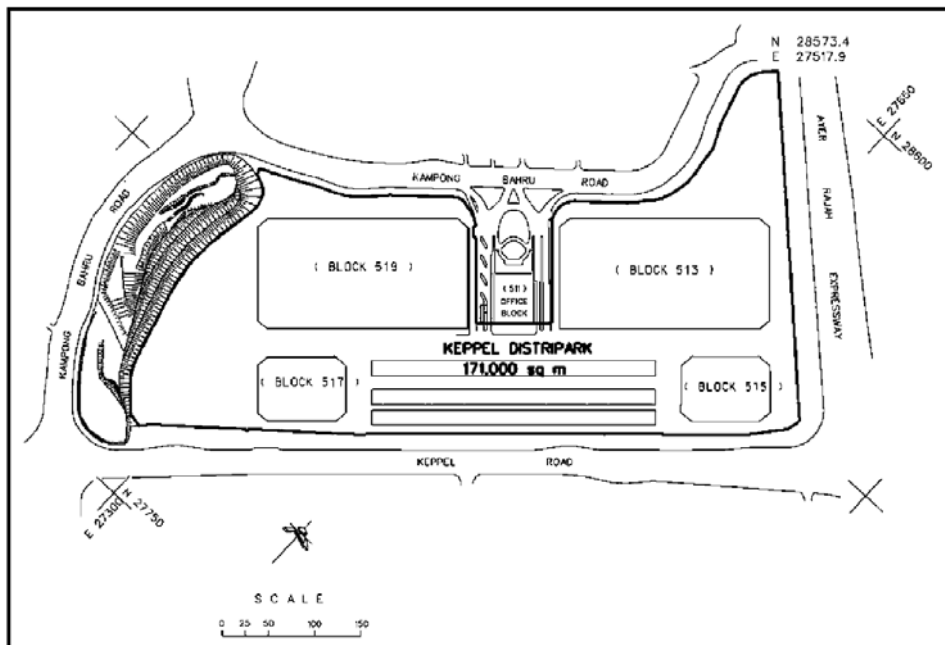 N 28573.4
E 27517.9
E 27650
N 28600
AYER RAJAH EXPRESSWAY
KAMPONG BAHRU ROAD
KAMPONG BAHRU ROAD
( BLOCK 519 )
( BLOCK 513 )
( 511 )
OFFICE
BLOCK
KEPPEL DISTRIPARK
171,000 sq m
( BLOCK 517 )
( BLOCK 515 )
KEPPEL ROAD
E 27300
N 27750
SCALE
0 25 50 100 150